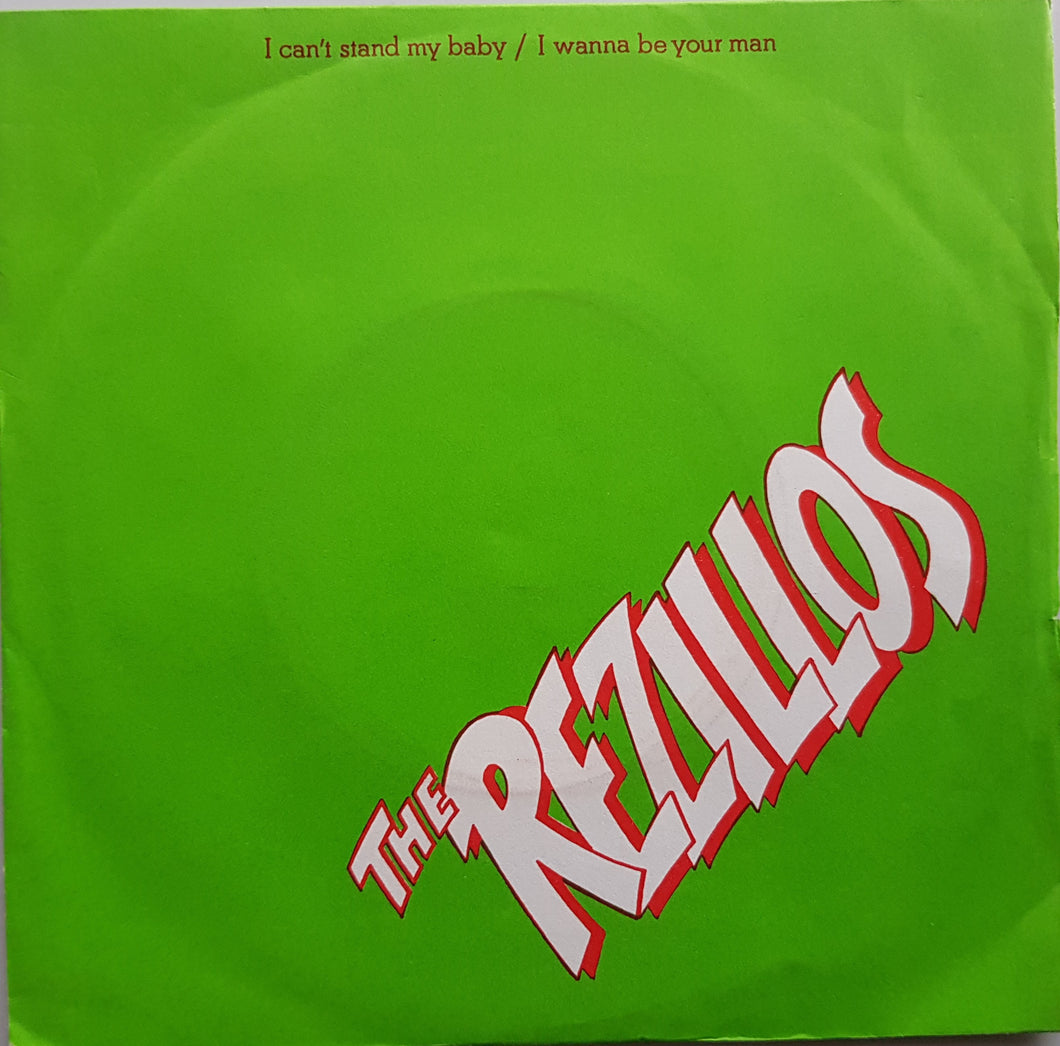 I can't stand my baby / I wanna be your man
THE REZILLOS